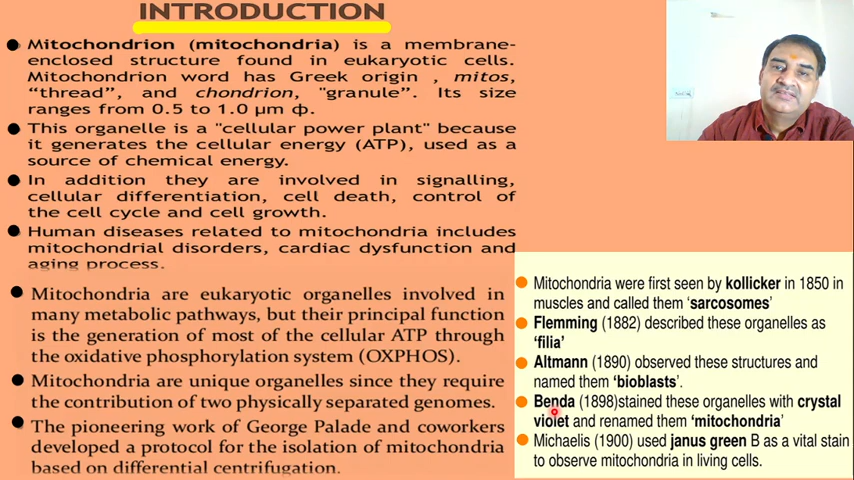 INTRODUCTION
Mitochondrion (mitochondria) is a membrane-
enclosed structure found in eukaryotic cells.
Mitochondrion word has Greek origin , mitos,
“thread”, and chondrion, "granule”. Its size
ranges from 0.5 to 1.0 μm ф.
This organelle is a "cellular power plant" because
it generates the cellular energy (ATP), used as a
source of chemical energy.
In addition they are involved in signalling,
cellular differentiation, cell death, control of
the cell cycle and cell growth.
Human diseases related to mitochondria includes
mitochondrial disorders, cardiac dysfunction and
aging process.
Mitochondria are eukaryotic organelles involved in
many metabolic pathways, but their principal function
is the generation of most of the cellular ATP through
the oxidative phosphorylation system (OXPHOS).
Mitochondria are unique organelles since they require
the contribution of two physically separated genomes.
The pioneering work of George Palade and coworkers
developed a protocol for the isolation of mitochondria
based on differential centrifugation.
Mitochondria were first seen by kollicker in 1850 in
muscles and called them ‘sarcosomes’
Flemming (1882) described these organelles as
‘filia’
Altmann (1890) observed these structures and
named them ‘bioblasts’.
Benda (1898)stained these organelles with crystal
violet and renamed them ‘mitochondria’
Michaelis (1900) used janus green B as a vital stain
to observe mitochondria in living cells.